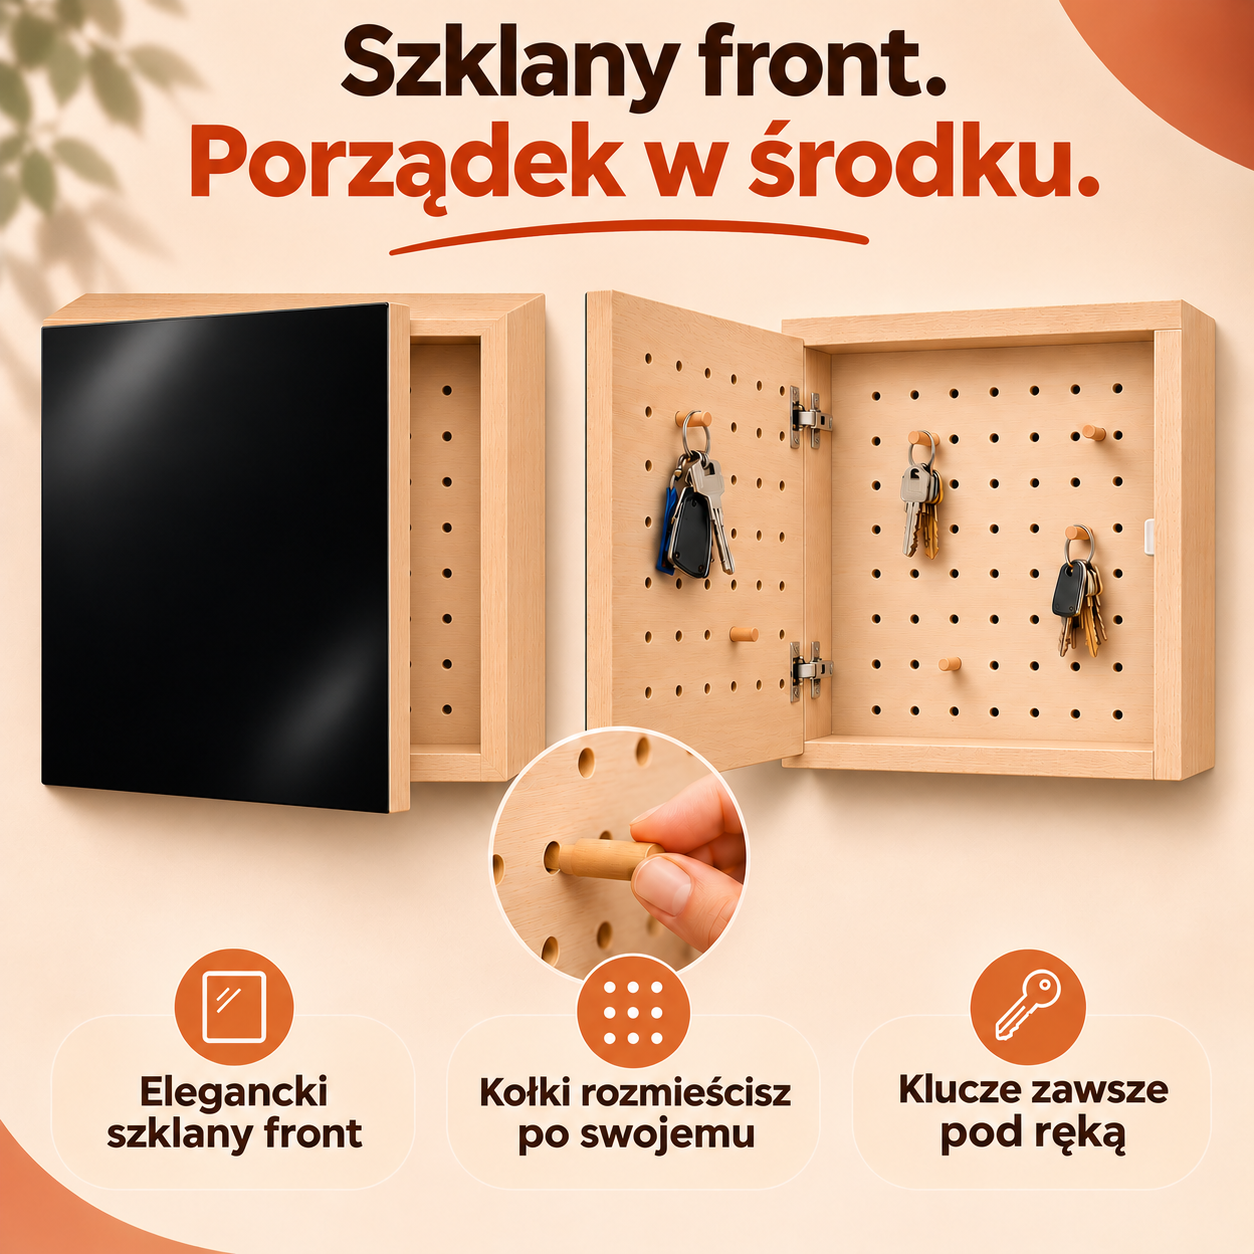 Szklany front.
Porządek w środku.
Elegancki
szklany front
Kołki rozmieścisz
po swojemu
Klucze zawsze
pod ręką